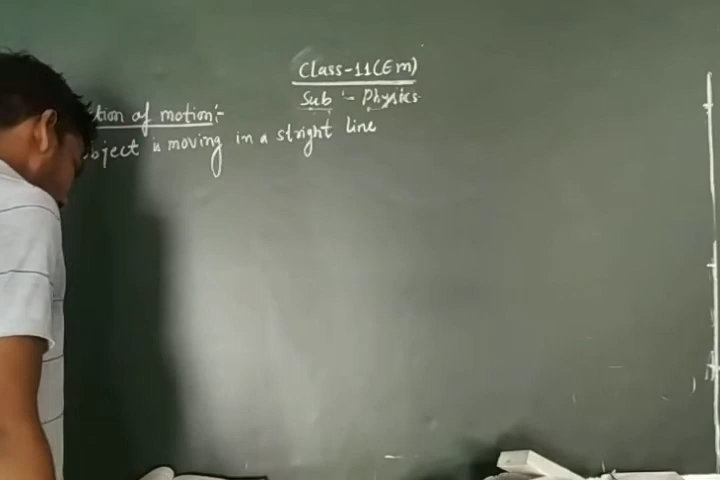 Class-11(Em)
Sub :- Physics
tion of motion:-
bject is moving in a stright line